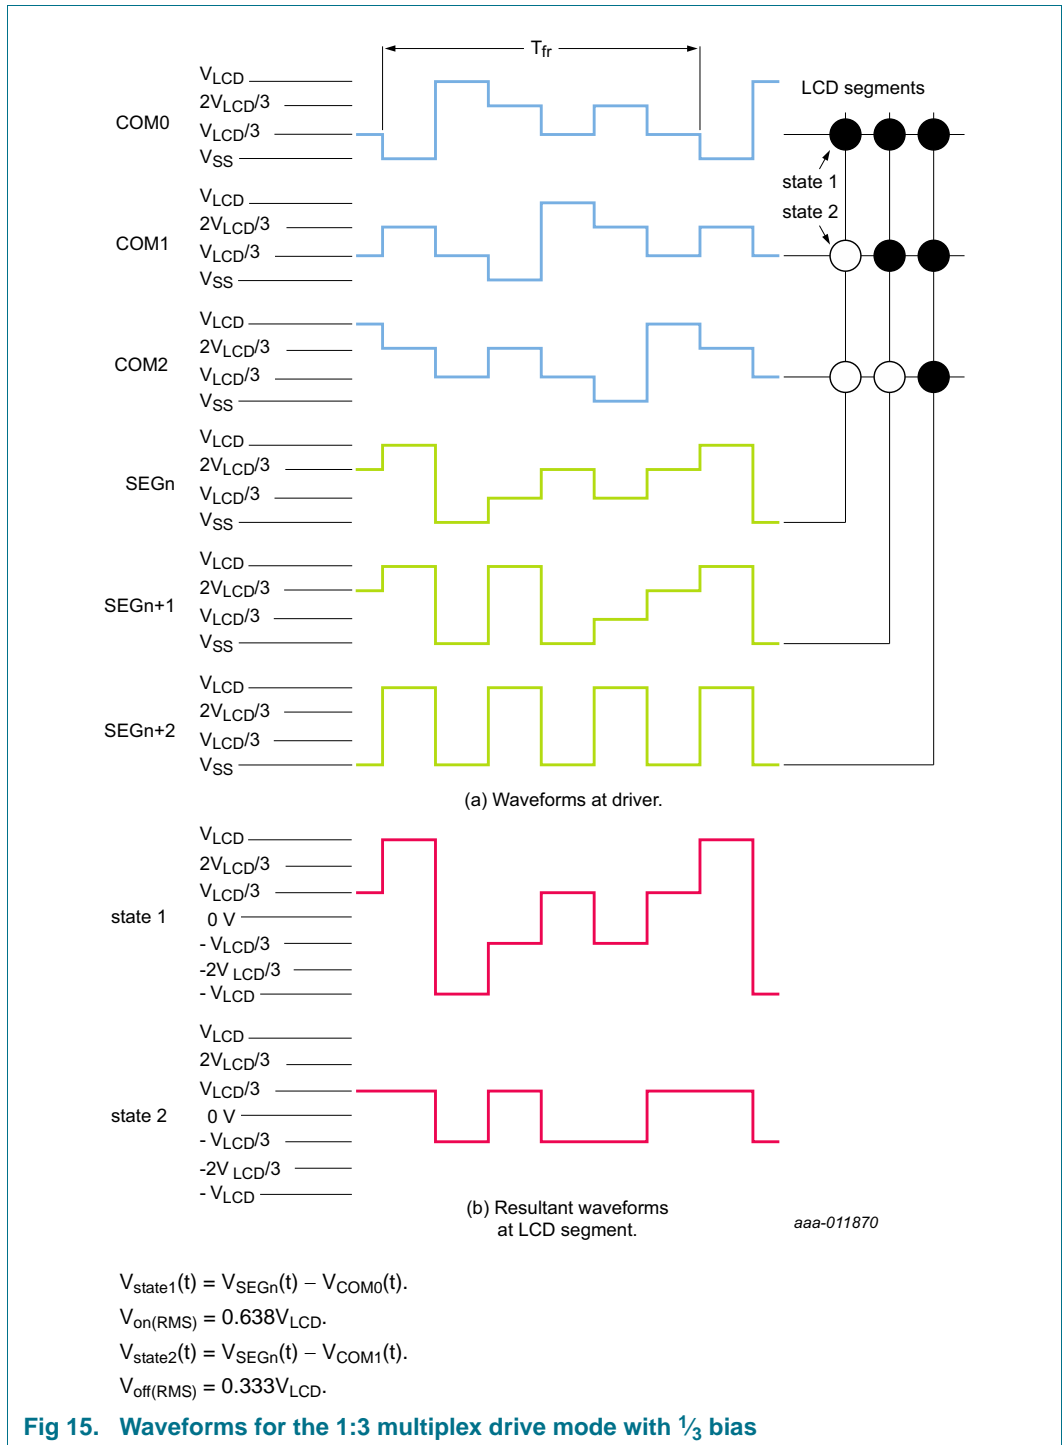 Tfr
VLCD
2VLCD/3
COM0
VLCD/3
VSS
LCD segments
state 1
state 2
VLCD
2VLCD/3
COM1
VLCD/3
VSS
VLCD
2VLCD/3
COM2
VLCD/3
VSS
VLCD
2VLCD/3
SEGn
VLCD/3
VSS
VLCD
2VLCD/3
SEGn+1
VLCD/3
VSS
VLCD
2VLCD/3
SEGn+2
VLCD/3
VSS
(a) Waveforms at driver.
VLCD
2VLCD/3
VLCD/3
state 1
0 V
- VLCD/3
-2V LCD/3
- VLCD
VLCD
2VLCD/3
VLCD/3
state 2
0 V
- VLCD/3
-2V LCD/3
- VLCD
(b) Resultant waveforms
at LCD segment.
aaa-011870
Vstate1(t) = VSEGn(t) − VCOM0(t).
Von(RMS) = 0.638VLCD.
Vstate2(t) = VSEGn(t) − VCOM1(t).
Voff(RMS) = 0.333VLCD.
Fig 15. Waveforms for the 1:3 multiplex drive mode with 1⁄3 bias